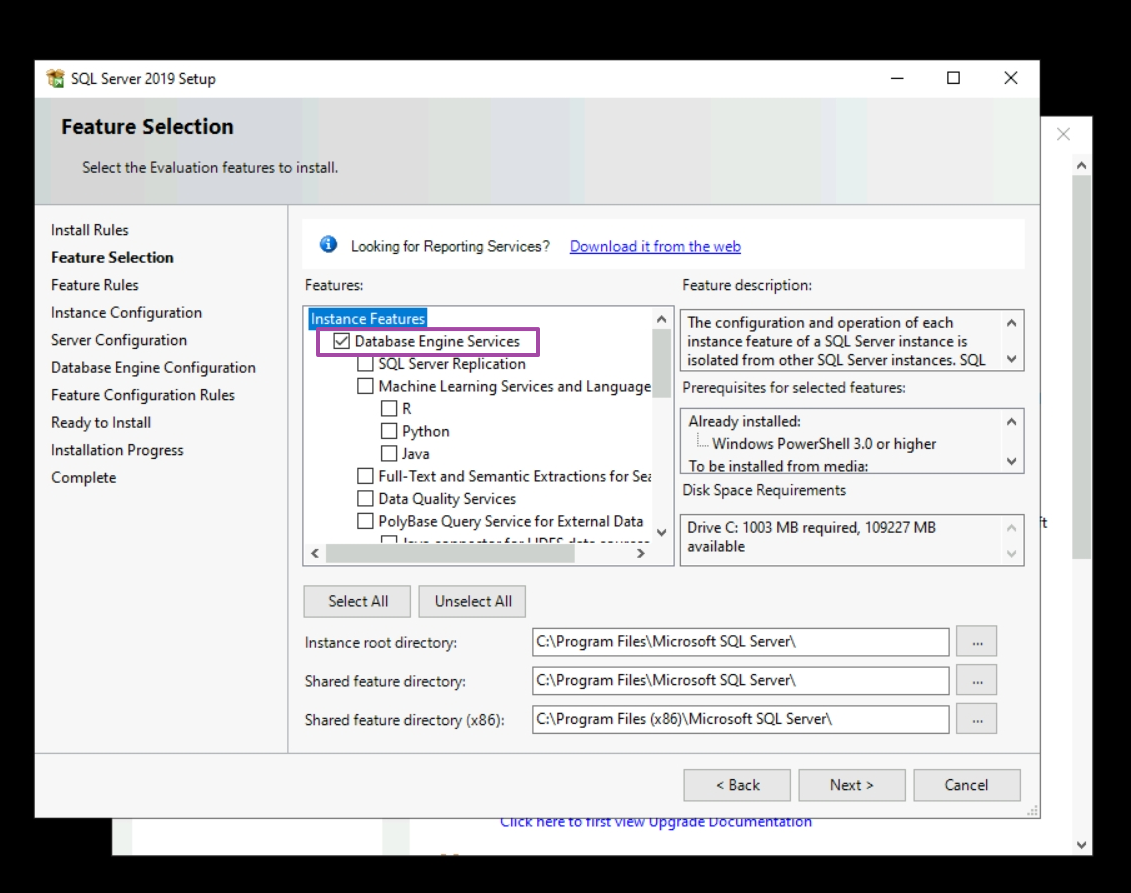 SQL Server 2019 Setup
Feature Selection
Select the Evaluation features to install.
Install Rules
Feature Selection
Feature Rules
Instance Configuration
Server Configuration
Database Engine Configuration
Feature Configuration Rules
Ready to Install
Installation Progress
Complete
Looking for Reporting Services? Download it from the web
Features:
Instance Features
Database Engine Services
SQL Server Replication
Machine Learning Services and Language
R
Python
Java
Full-Text and Semantic Extractions for Sea
Data Quality Services
PolyBase Query Service for External Data
Java connector for HDFS data sources
Feature description:
The configuration and operation of each
instance feature of a SQL Server instance is
isolated from other SQL Server instances. SQL
Prerequisites for selected features:
Already installed:
Windows PowerShell 3.0 or higher
To be installed from media:
Disk Space Requirements
Drive C: 1003 MB required, 109227 MB
available
Select All
Unselect All
Instance root directory:
C:\Program Files\Microsoft SQL Server\
...
Shared feature directory:
C:\Program Files\Microsoft SQL Server\
...
Shared feature directory (x86):
C:\Program Files (x86)\Microsoft SQL Server\
...
< Back
Next >
Cancel
ft
Click here to first view Upgrade Documentation